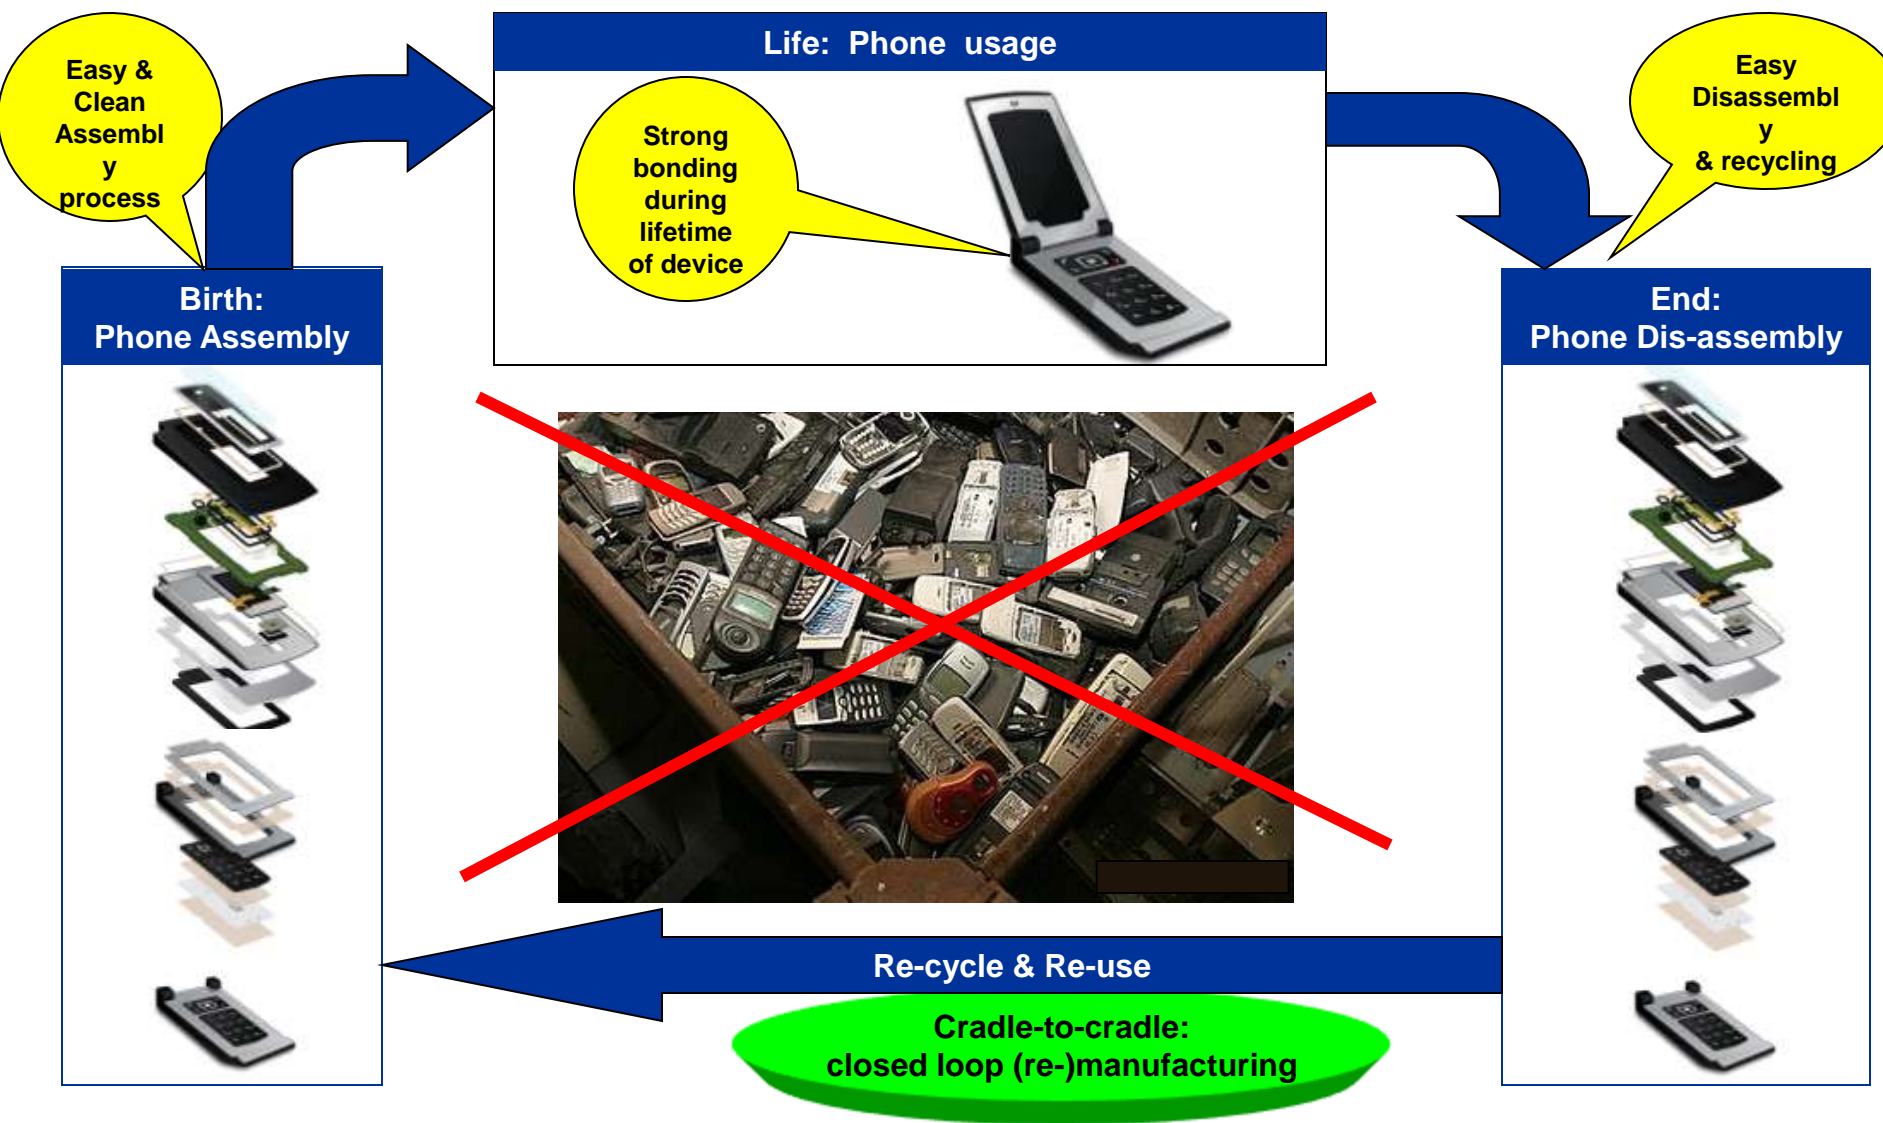 Easy &
Clean
Assembl
y
process
Life:  Phone  usage
Strong
bonding
during
lifetime
of device
Easy
Disassembl
y
& recycling
Birth:
Phone Assembly
End:
Phone Dis-assembly
Re-cycle & Re-use
Cradle-to-cradle:
closed loop (re-)manufacturing